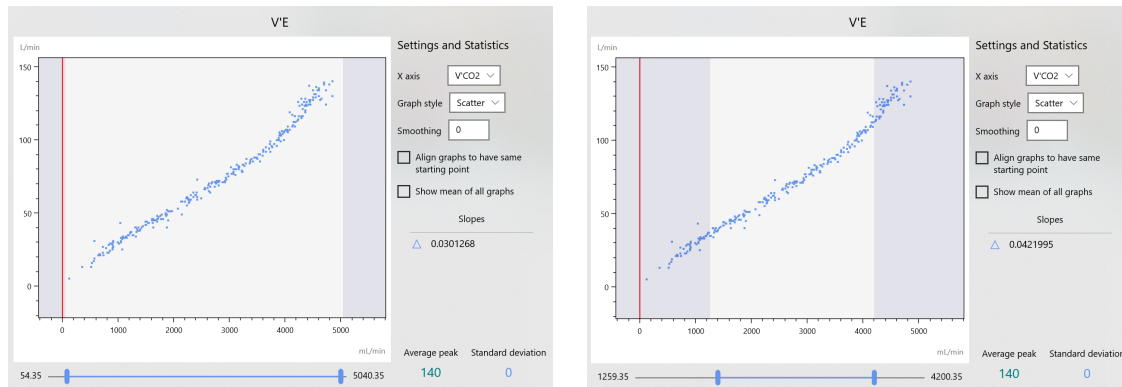 V'E
L/min
150
100
50
0
0
1000
2000
3000
4000
5000
mL/min
54.35
5040.35
Settings and Statistics
X axis
V'CO2
Graph style
Scatter
Smoothing
0
Align graphs to have same
starting point
Show mean of all graphs
Slopes
0.0301268
Average peak
Standard deviation
140
0
V'E
L/min
150
100
50
0
0
1000
2000
3000
4000
5000
mL/min
1259.35
4200.35
Settings and Statistics
X axis
V'CO2
Graph style
Scatter
Smoothing
0
Align graphs to have same
starting point
Show mean of all graphs
Slopes
0.0421995
Average peak
Standard deviation
140
0